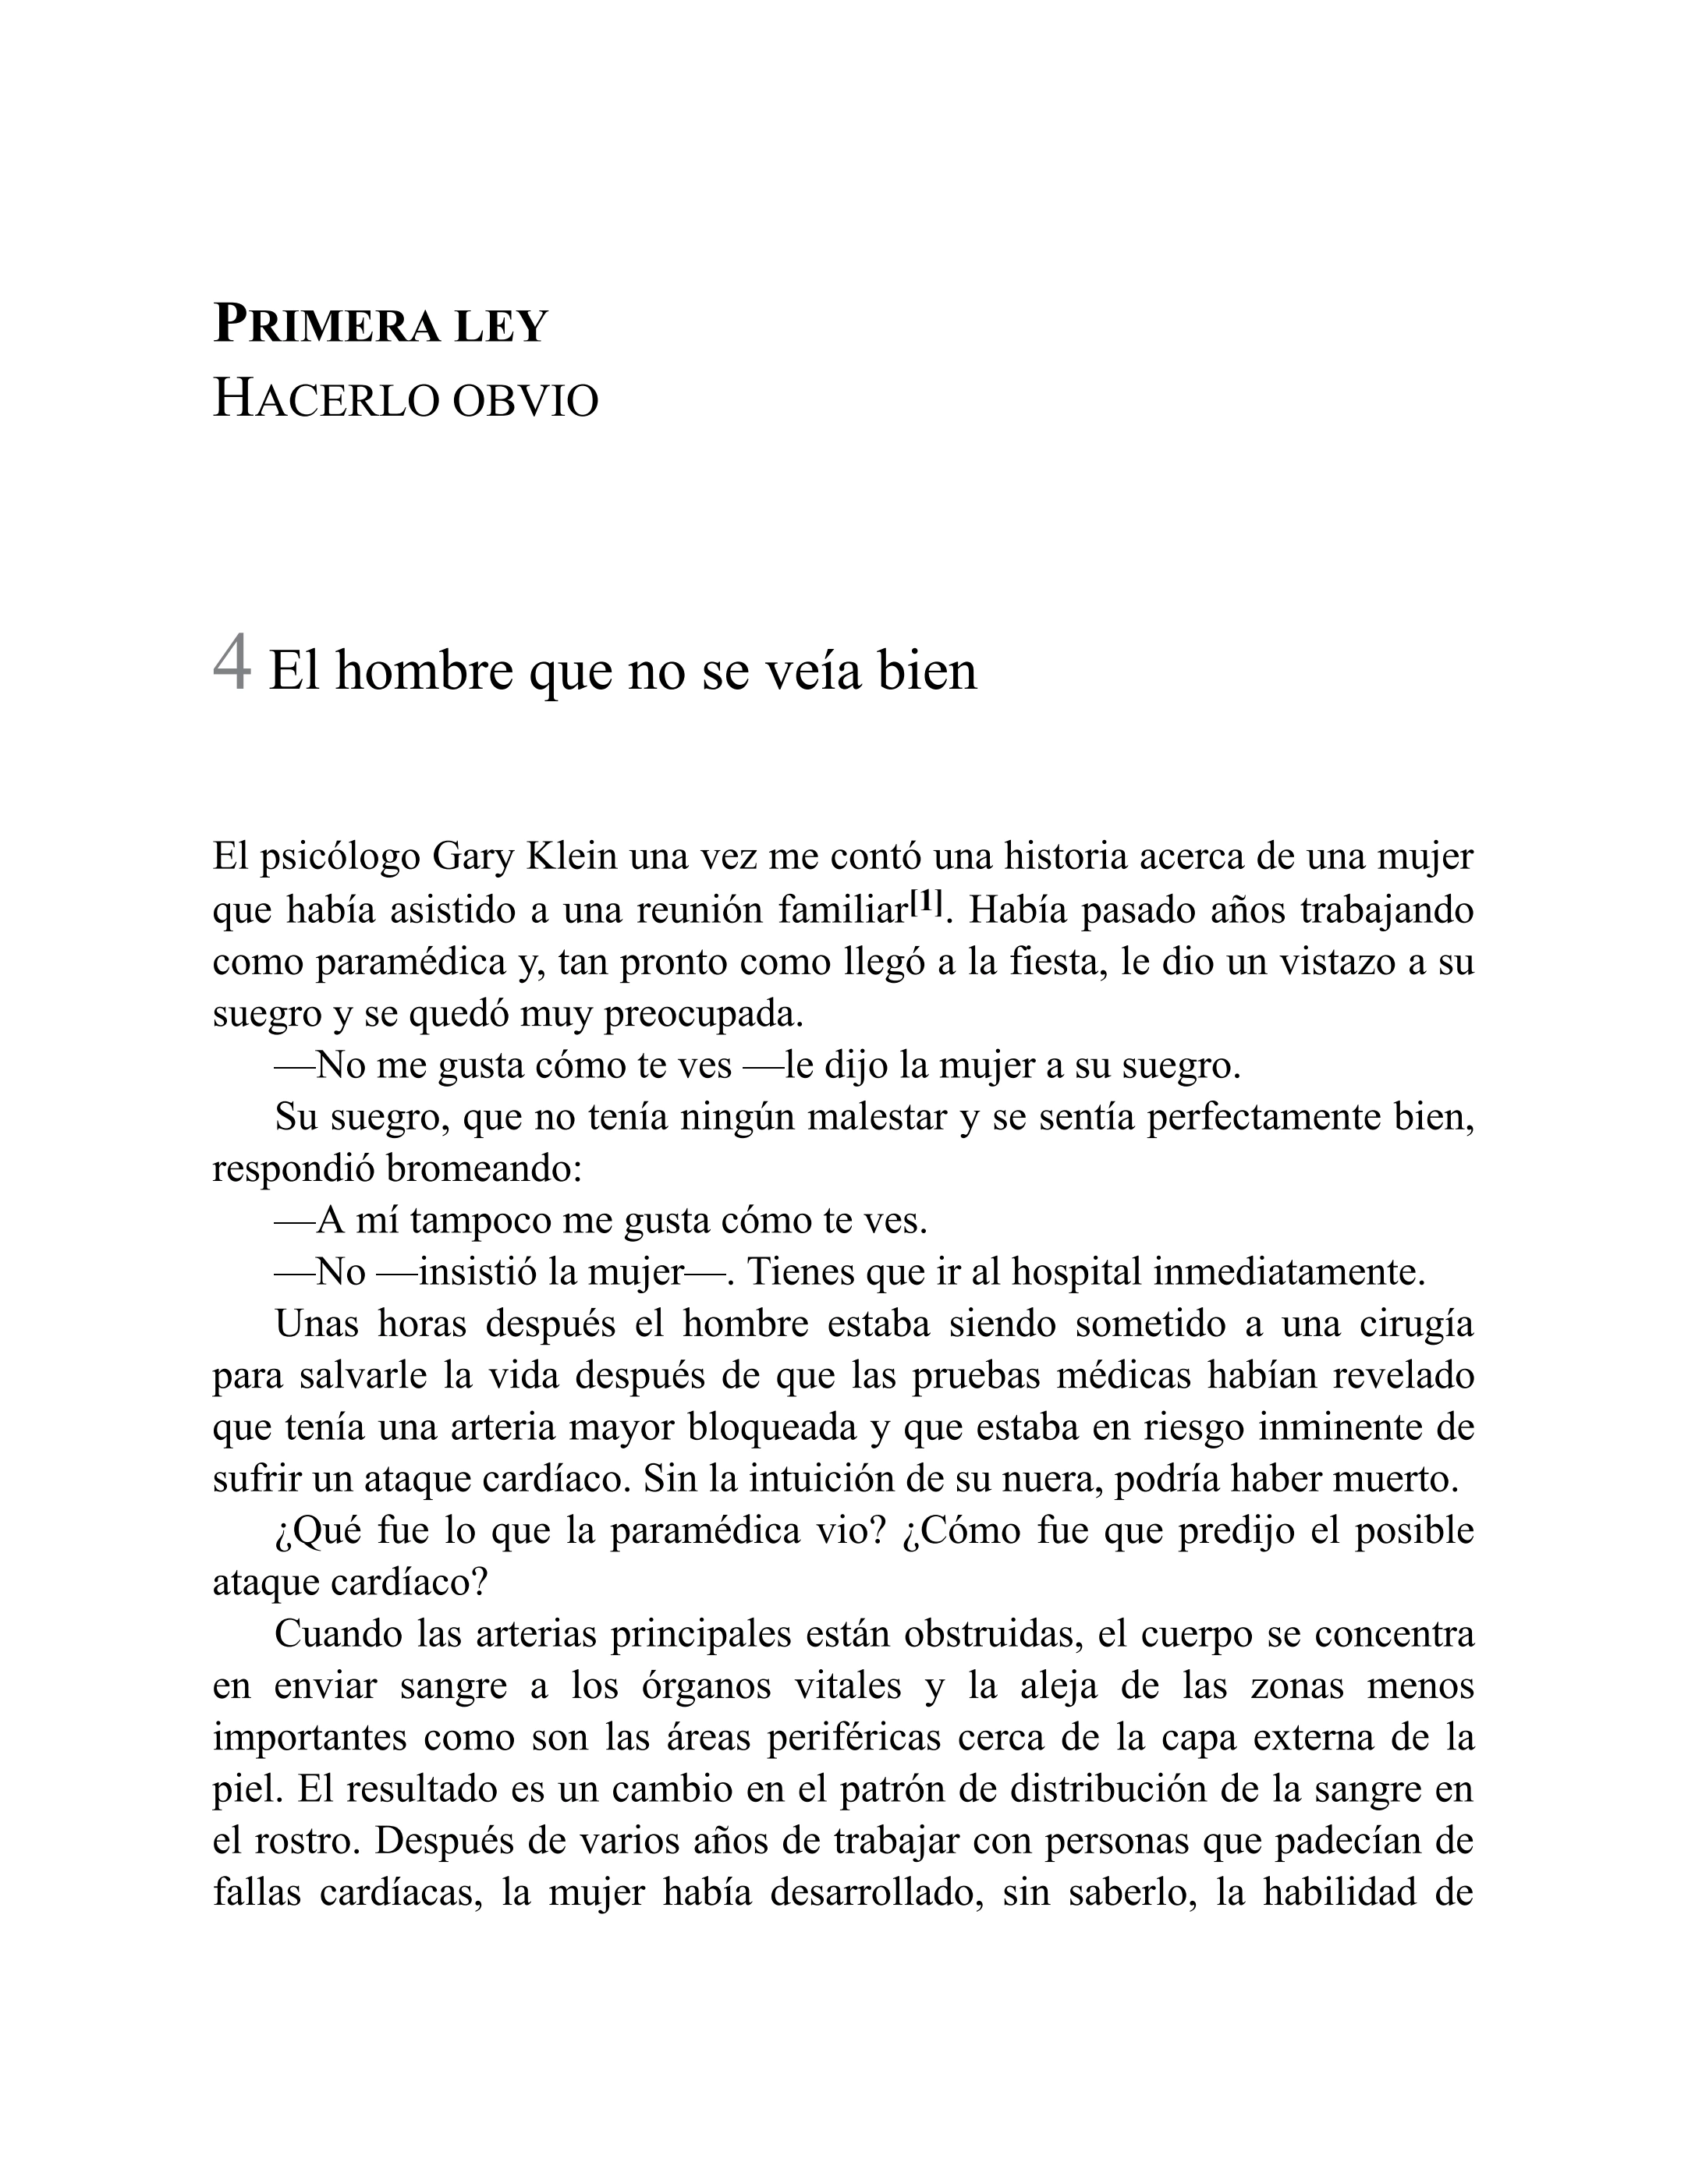 PRIMERA LEY
HACERLO OBVIO
4 El hombre que no se veía bien
El psicólogo Gary Klein una vez me contó una historia acerca de una mujer
que había asistido a una reunión familiar[1]. Había pasado años trabajando
como paramédica y, tan pronto como llegó a la fiesta, le dio un vistazo a su
suegro y se quedó muy preocupada.
—No me gusta cómo te ves —le dijo la mujer a su suegro.
Su suegro, que no tenía ningún malestar y se sentía perfectamente bien,
respondió bromeando:
—A mí tampoco me gusta cómo te ves.
—No —insistió la mujer—. Tienes que ir al hospital inmediatamente.
Unas horas después el hombre estaba siendo sometido a una cirugía
para salvarle la vida después de que las pruebas médicas habían revelado
que tenía una arteria mayor bloqueada y que estaba en riesgo inminente de
sufrir un ataque cardíaco. Sin la intuición de su nuera, podría haber muerto.
¿Qué fue lo que la paramédica vio? ¿Cómo fue que predijo el posible
ataque cardíaco?
Cuando las arterias principales están obstruidas, el cuerpo se concentra
en enviar sangre a los órganos vitales y la aleja de las zonas menos
importantes como son las áreas periféricas cerca de la capa externa de la
piel. El resultado es un cambio en el patrón de distribución de la sangre en
el rostro. Después de varios años de trabajar con personas que padecían de
fallas cardíacas, la mujer había desarrollado, sin saberlo, la habilidad de